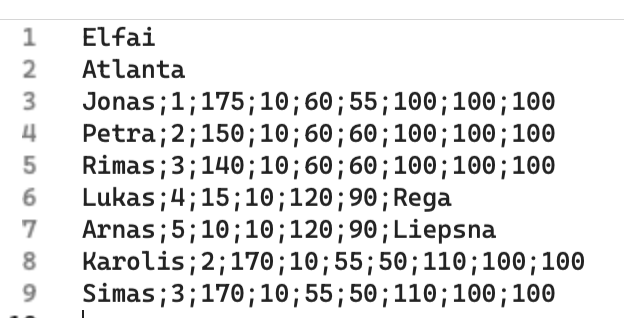 1 Elfai
2 Atlanta
3 Jonas;1;175;10;60;55;100;100;100
4 Petra;2;150;10;60;60;100;100;100
5 Rimas;3;140;10;60;60;100;100;100
6 Lukas;4;15;10;120;90;Rega
7 Arnas;5;10;10;120;90;Liepsna
8 Karolis;2;170;10;55;50;110;100;100
9 Simas;3;170;10;55;50;110;100;100